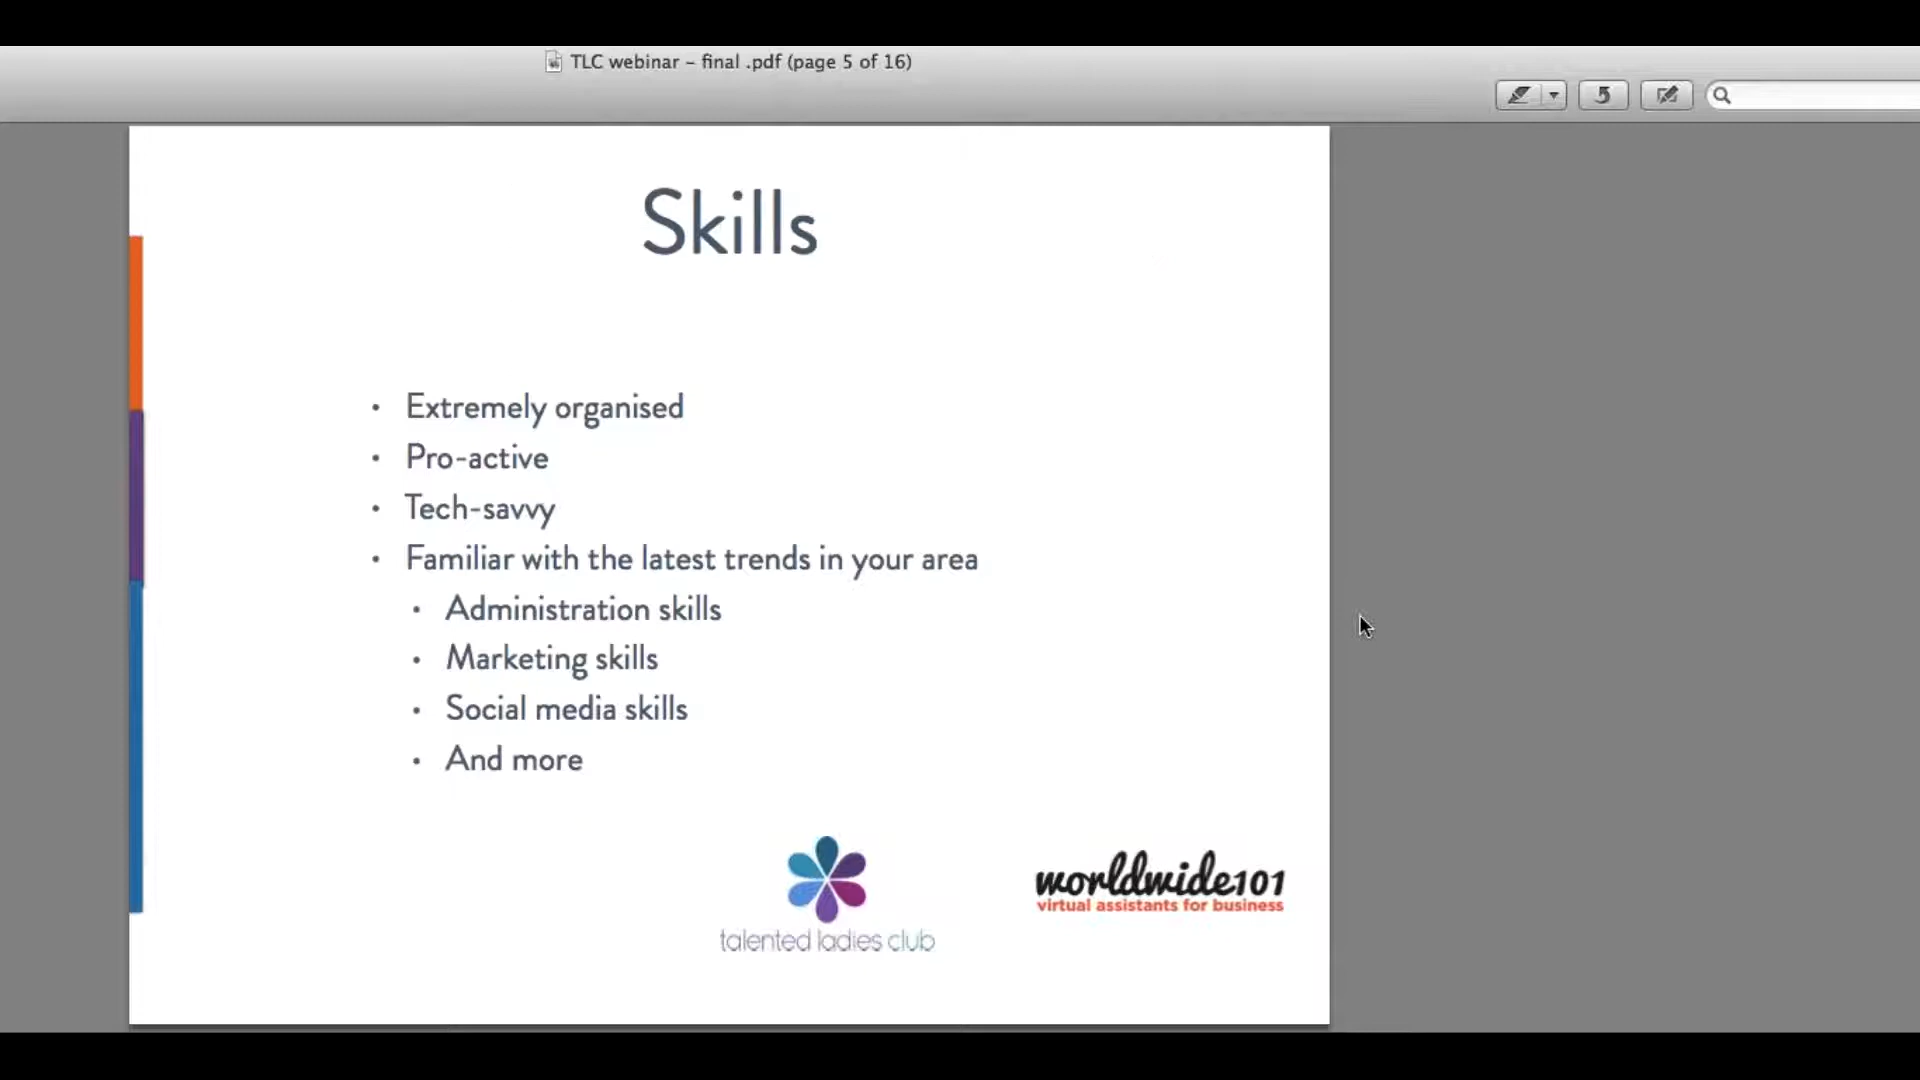 TLC webinar – final .pdf (page 5 of 16)
Skills
• Extremely organised
• Pro-active
• Tech-savvy
• Familiar with the latest trends in your area
• Administration skills
• Marketing skills
• Social media skills
• And more
talented ladies club
worldwide101
virtual assistants for business